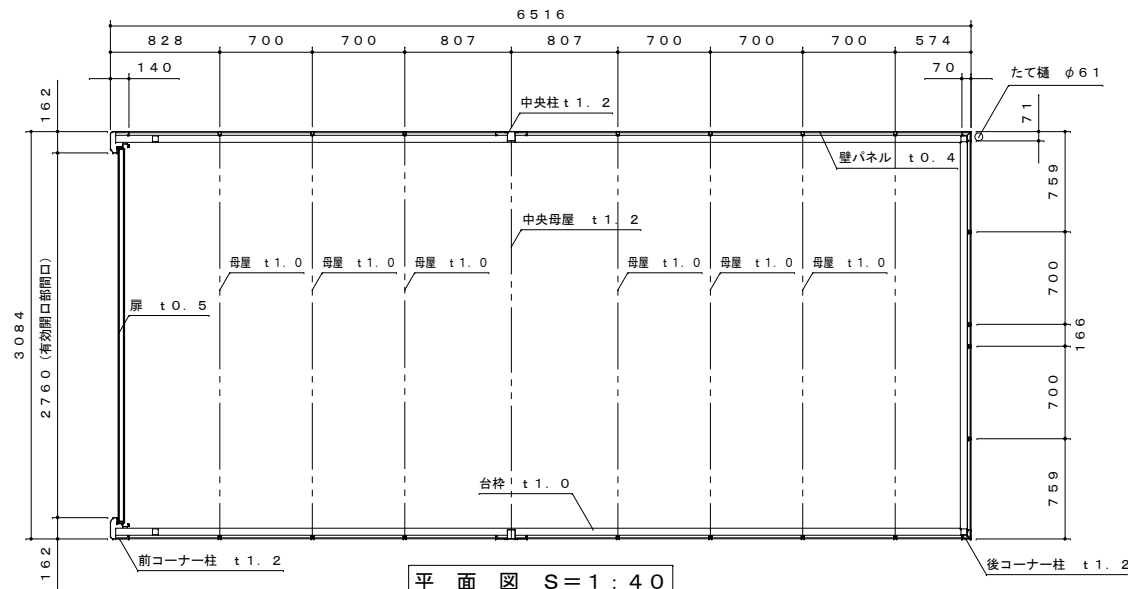 6516
828 700 700 807 807 700 700 700 574
140 70 たて樋 φ61
162 中央柱t1.2 71
壁パネル t0.4
759
中央母屋 t1.2
母屋 t1.0 母屋 t1.0 母屋 t1.0 母屋 t1.0 母屋 t1.0 母屋 t1.0
700
扉 t0.5
3084
2760(有効開口部間口)
166
700
台枠 t1.0
759
162
前コーナー柱 t1.2
後コーナー柱 t1.2
平面図 S=1:40